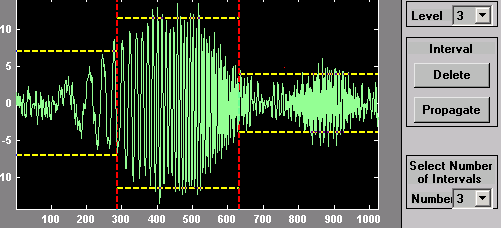 10
5
0
-5
10
100 200 300 400 500 600 700 800 900 1000
Level 3
Interval
Delete
Propagate
Select Number
of Intervals
Number 3